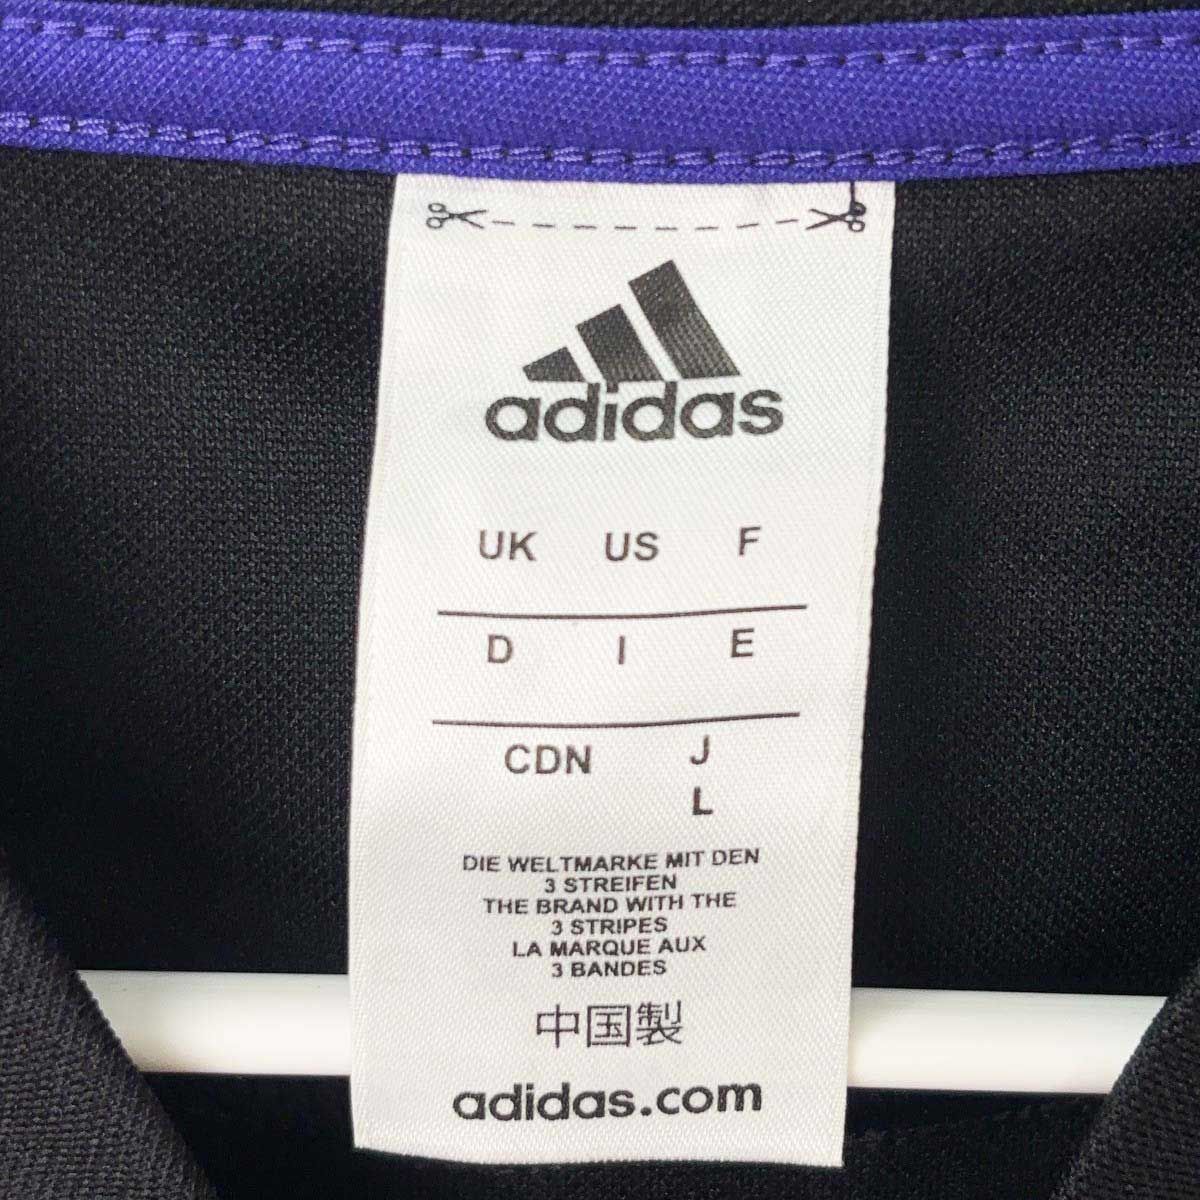 adidas
UK US F
D I E
CDN J
L
DIE WELTMARKE MIT DEN
3 STREIFEN
THE BRAND WITH THE
3 STRIPES
LA MARQUE AUX
3 BANDES
中国製
adidas.com